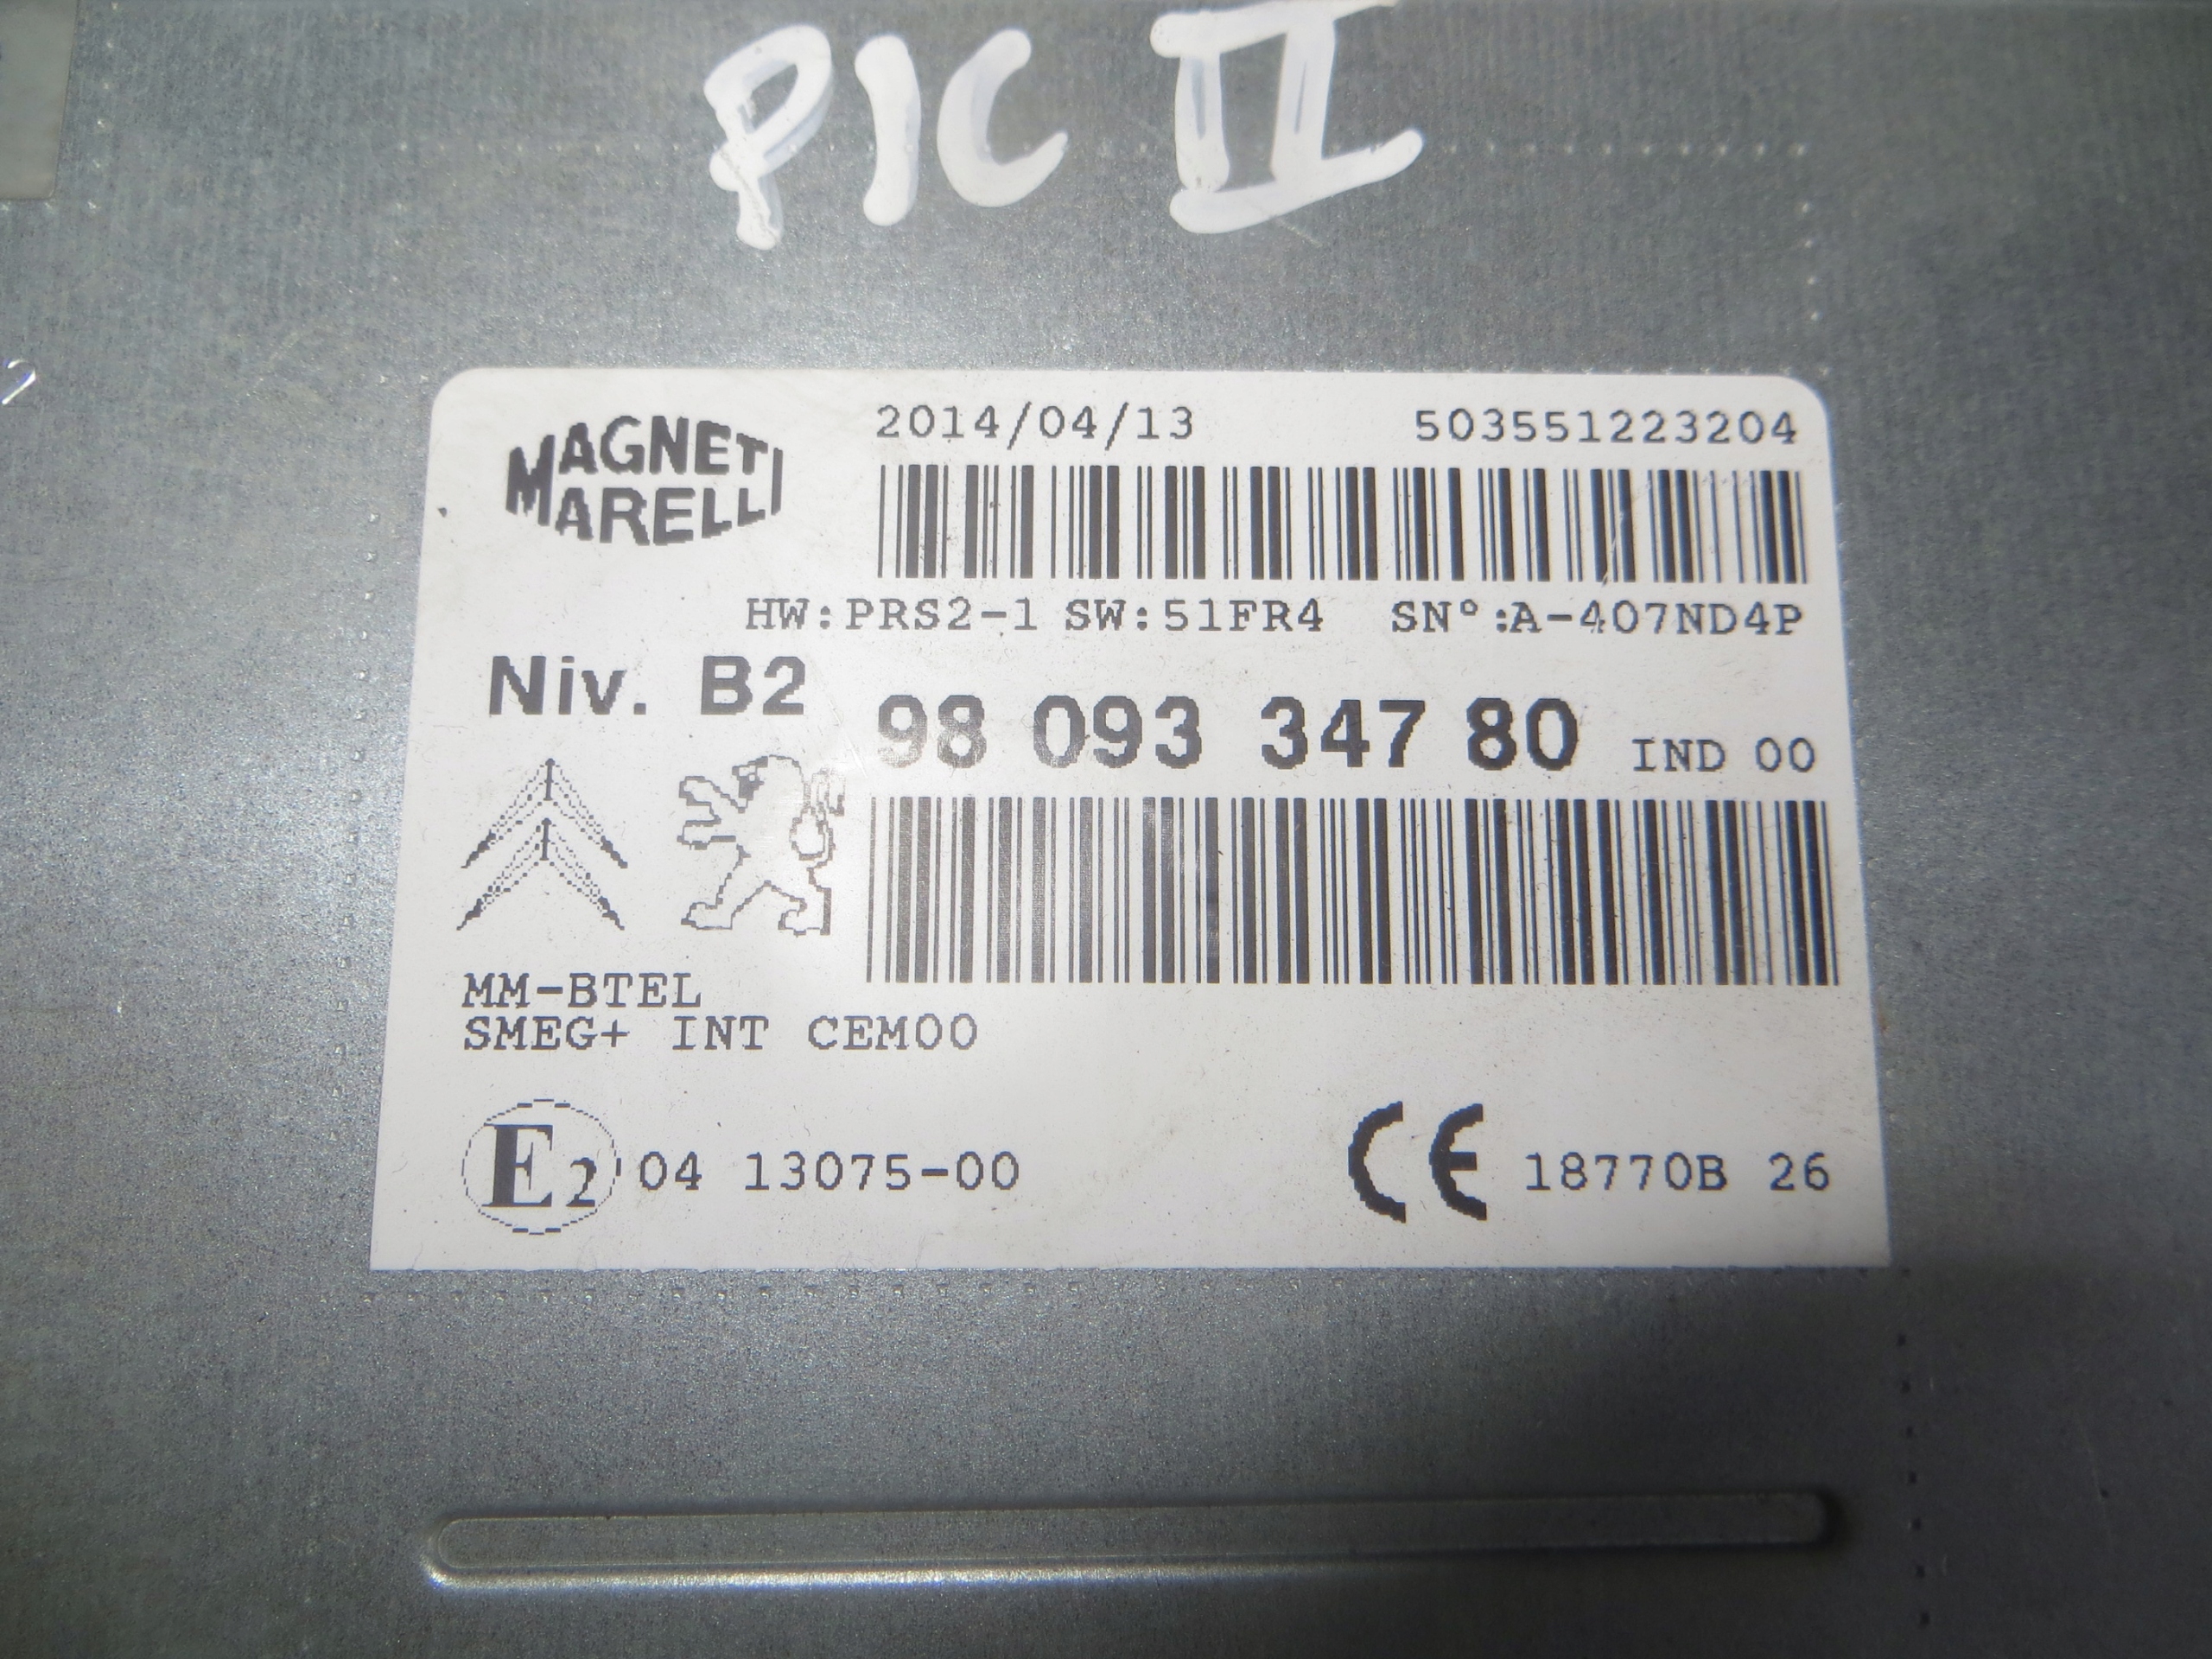 PIC II
MAGNETI
MARELLI
2014/04/13 503551223204
HW:PRS2-1 SW:51FR4 SN°:A-407ND4P
Niv. B2
98 093 347 80 IND 00
MM-BTEL
SMEG+ INT CEM00
E2 04 13075-00
CE 18770B 26